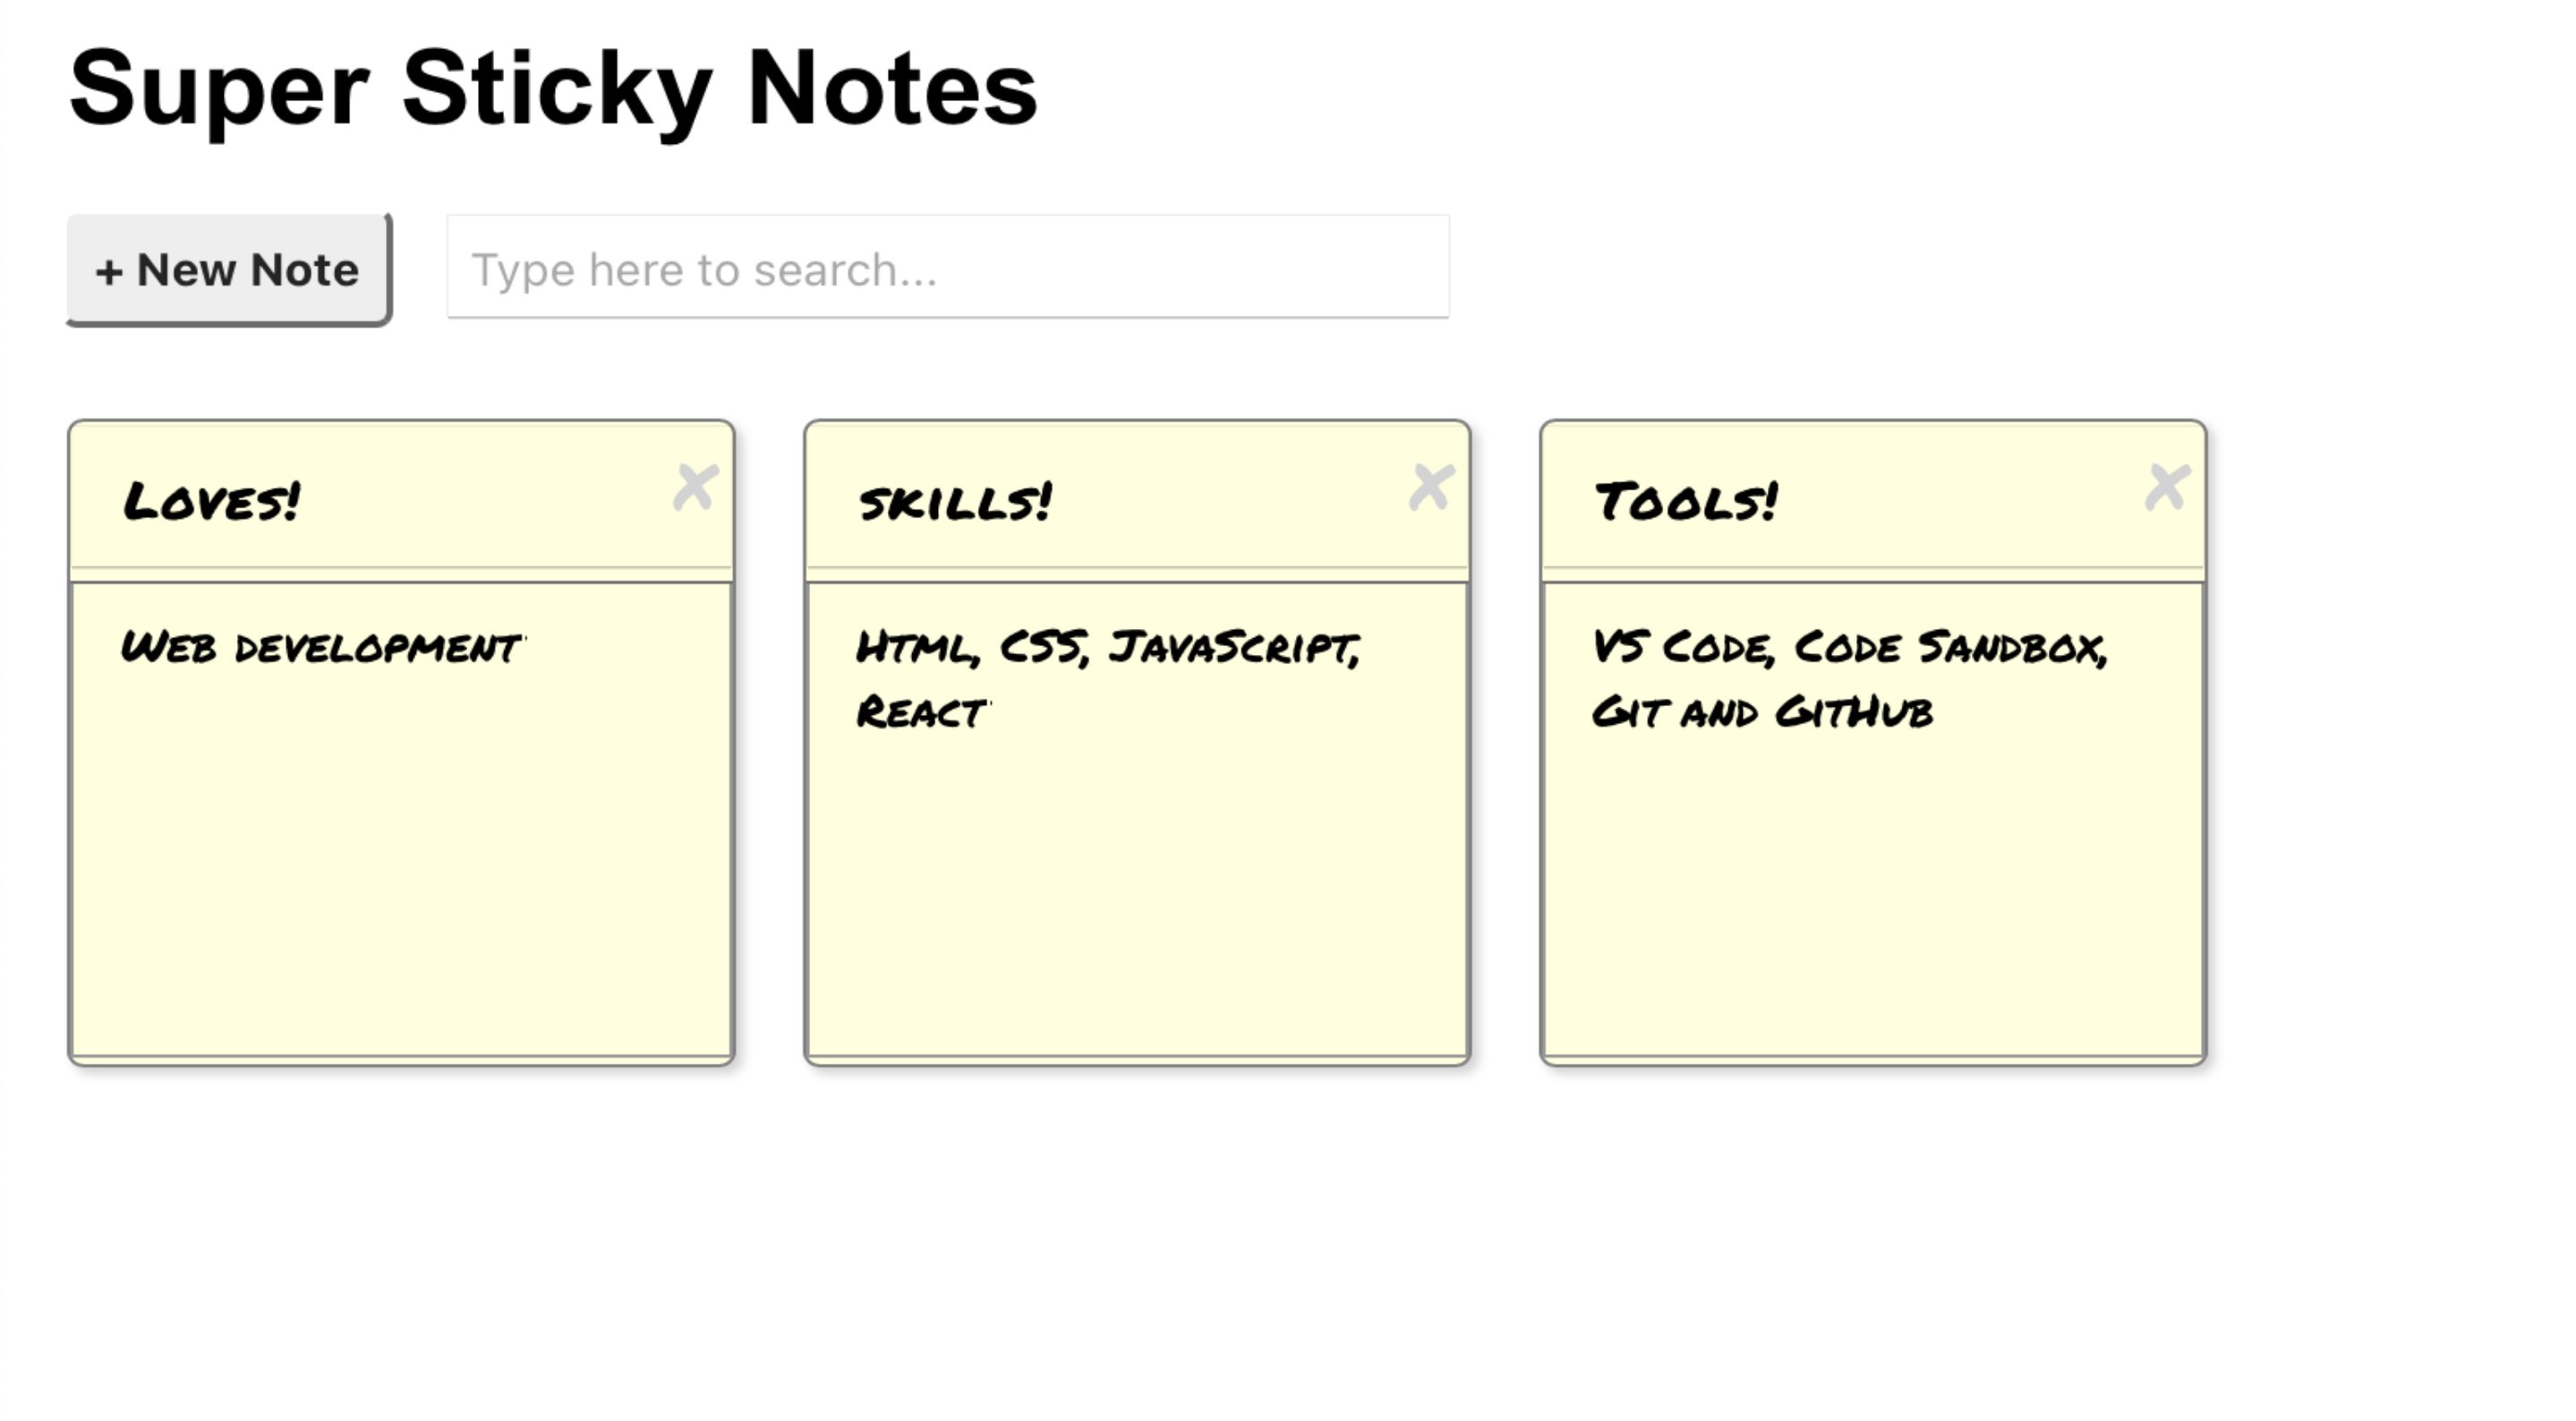 Super Sticky Notes
+ New Note
Type here to search...
Loves!
skills!
Tools!
Web development
Html, CSS, JavaScript,
React
VS Code, Code Sandbox,
Git and GitHub